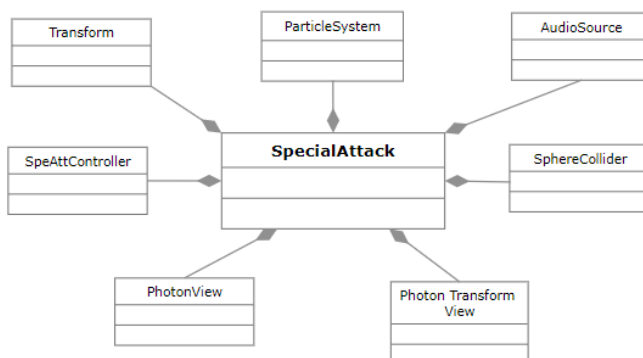 Transform
ParticleSystem
AudioSource
SpecialAttack
SpeAttController
SphereCollider
PhotonView
Photon Transform
View